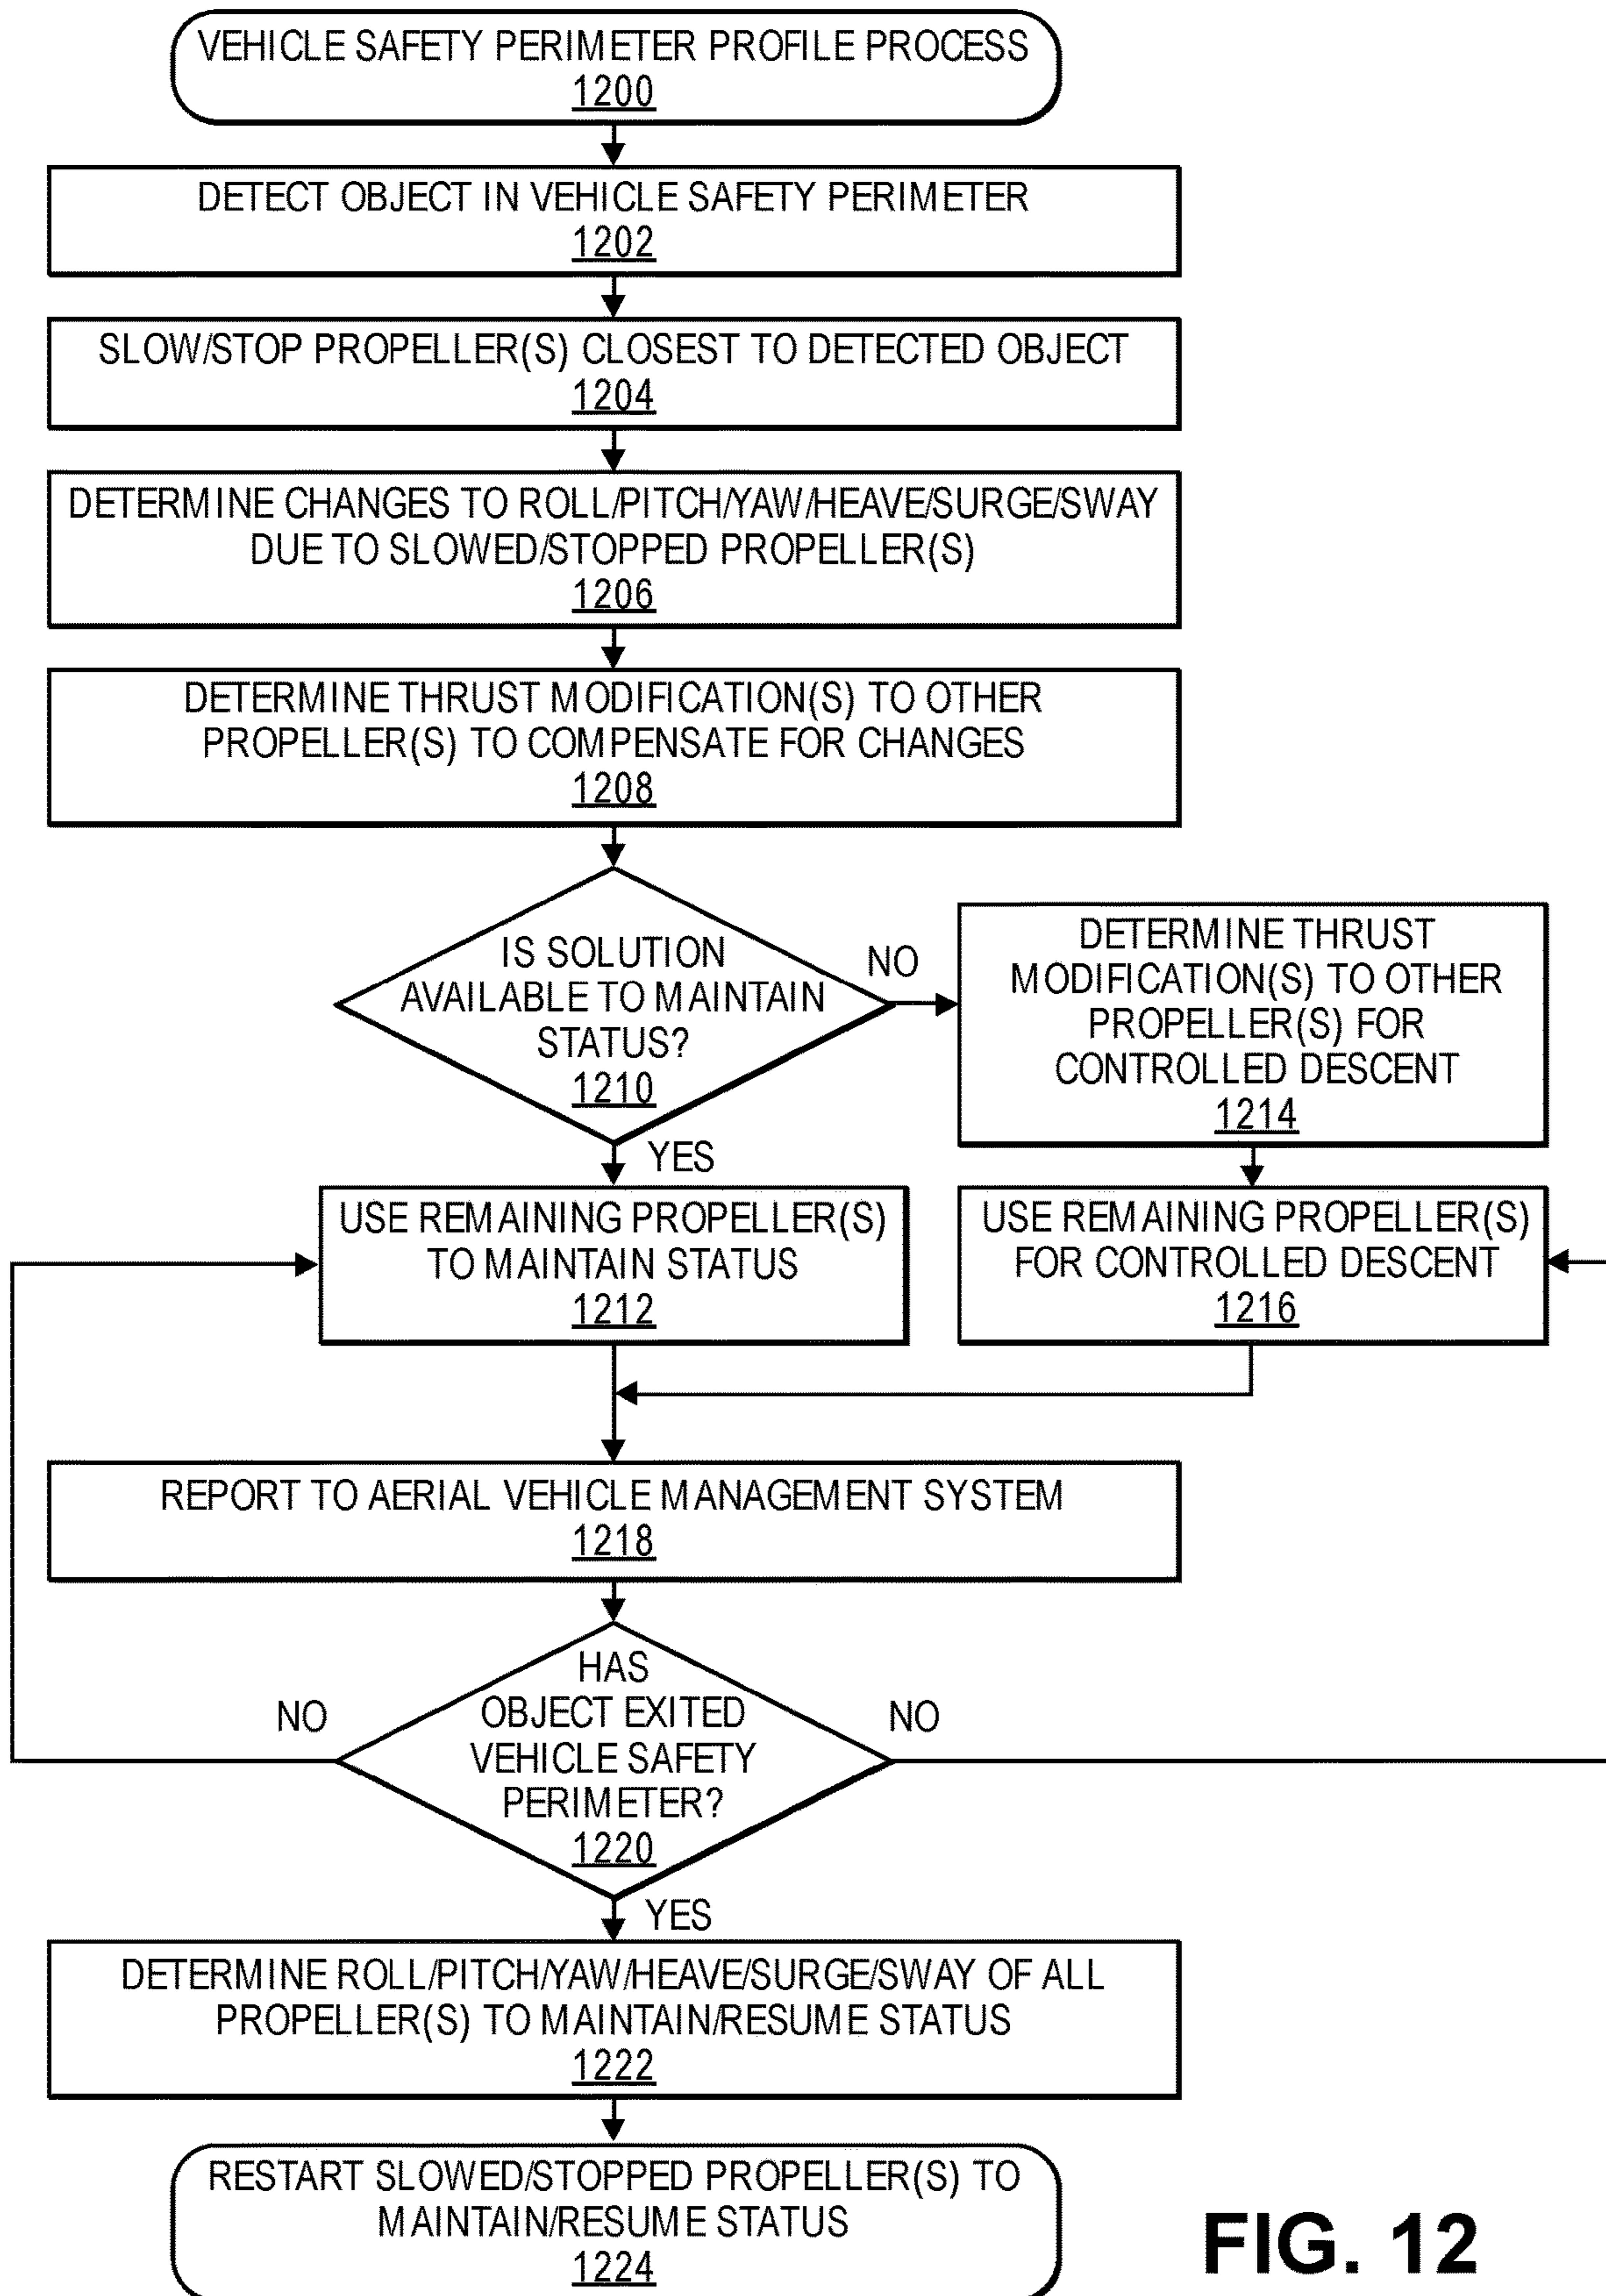 VEHICLE SAFETY PERIMETER PROFILE PROCESS
1200
DETECT OBJECT IN VEHICLE SAFETY PERIMETER
1202
SLOW/STOP PROPELLER(S) CLOSEST TO DETECTED OBJECT
1204
DETERMINE CHANGES TO ROLL/PITCH/YAW/HEAVE/SURGE/SWAY
DUE TO SLOWED/STOPPED PROPELLER(S)
1206
DETERMINE THRUST MODIFICATION(S) TO OTHER
PROPELLER(S) TO COMPENSATE FOR CHANGES
1208
IS SOLUTION
AVAILABLE TO MAINTAIN
STATUS?
1210
NO
DETERMINE THRUST
MODIFICATION(S) TO OTHER
PROPELLER(S) FOR
CONTROLLED DESCENT
1214
YES
USE REMAINING PROPELLER(S)
TO MAINTAIN STATUS
1212
USE REMAINING PROPELLER(S)
FOR CONTROLLED DESCENT
1216
REPORT TO AERIAL VEHICLE MANAGEMENT SYSTEM
1218
HAS
OBJECT EXITED
VEHICLE SAFETY
PERIMETER?
1220
NO
NO
YES
DETERMINE ROLL/PITCH/YAW/HEAVE/SURGE/SWAY OF ALL
PROPELLER(S) TO MAINTAIN/RESUME STATUS
1222
RESTART SLOWED/STOPPED PROPELLER(S) TO
MAINTAIN/RESUME STATUS
1224
FIG. 12